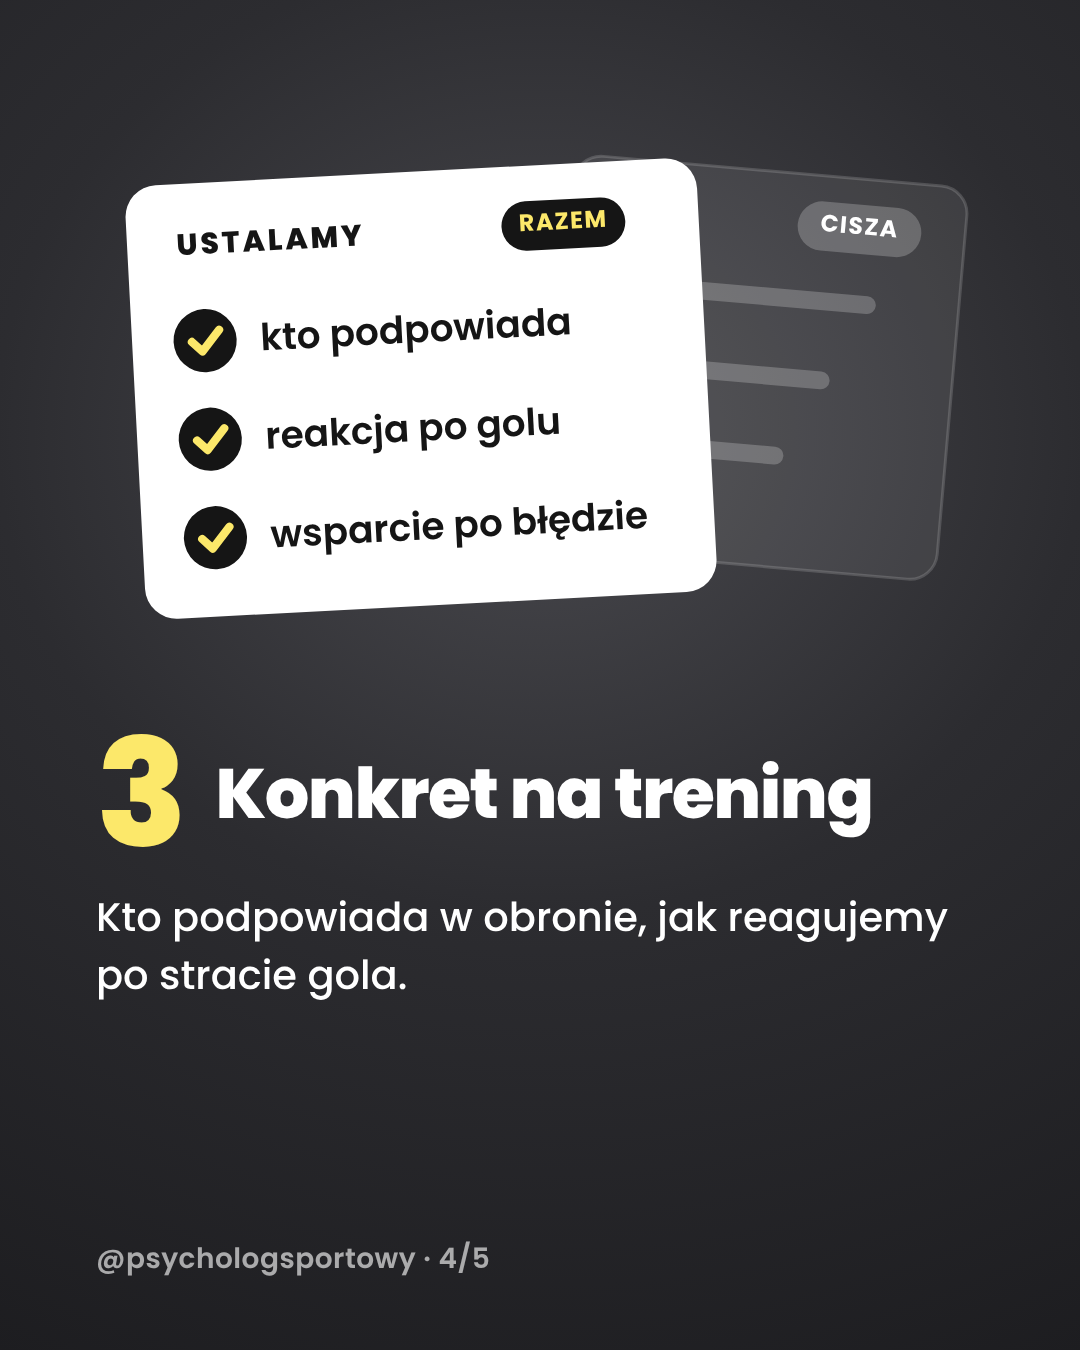 USTALAMY
RAZEM
CISZA
kto podpowiada
reakcja po golu
wsparcie po błędzie
3 Konkret na trening
Kto podpowiada w obronie, jak reagujemy
po stracie gola.
@psychologsportowy · 4/5